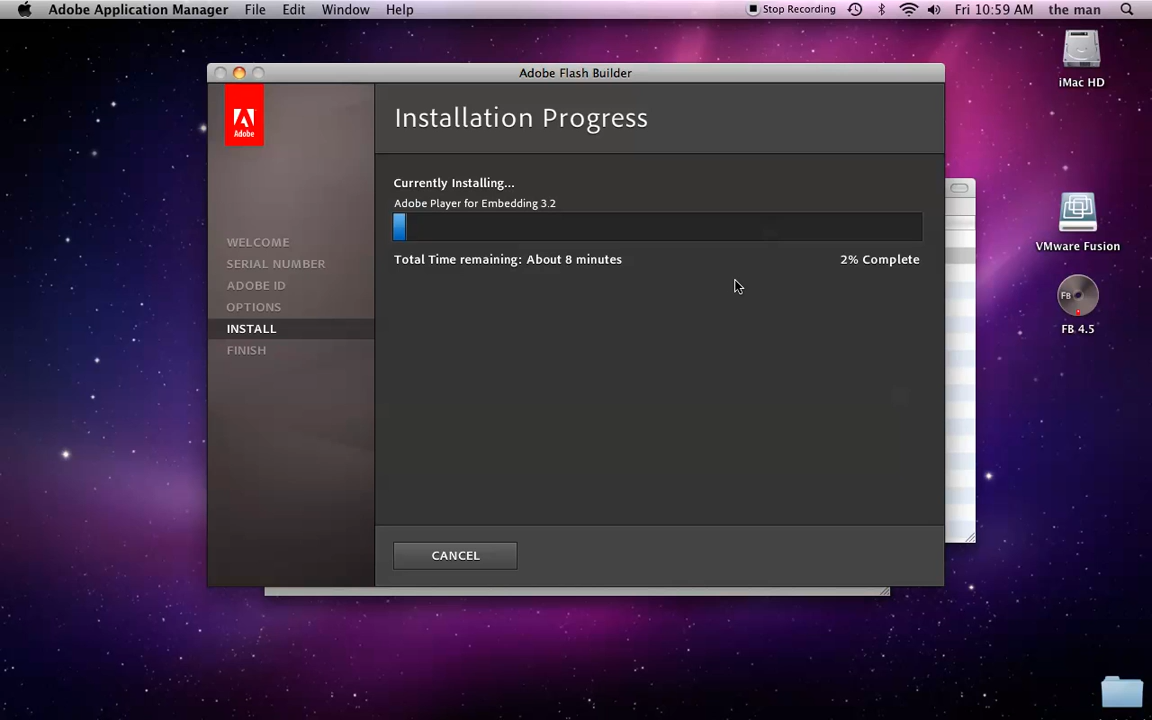 Adobe Application Manager File Edit Window Help Stop Recording Fri 10:59 AM the man
Adobe Flash Builder
iMac HD
Adobe
Installation Progress
Currently Installing...
Adobe Player for Embedding 3.2
Total Time remaining: About 8 minutes 2% Complete
WELCOME
SERIAL NUMBER
ADOBE ID
OPTIONS
INSTALL
FINISH
VMware Fusion
FB
FB 4.5
CANCEL